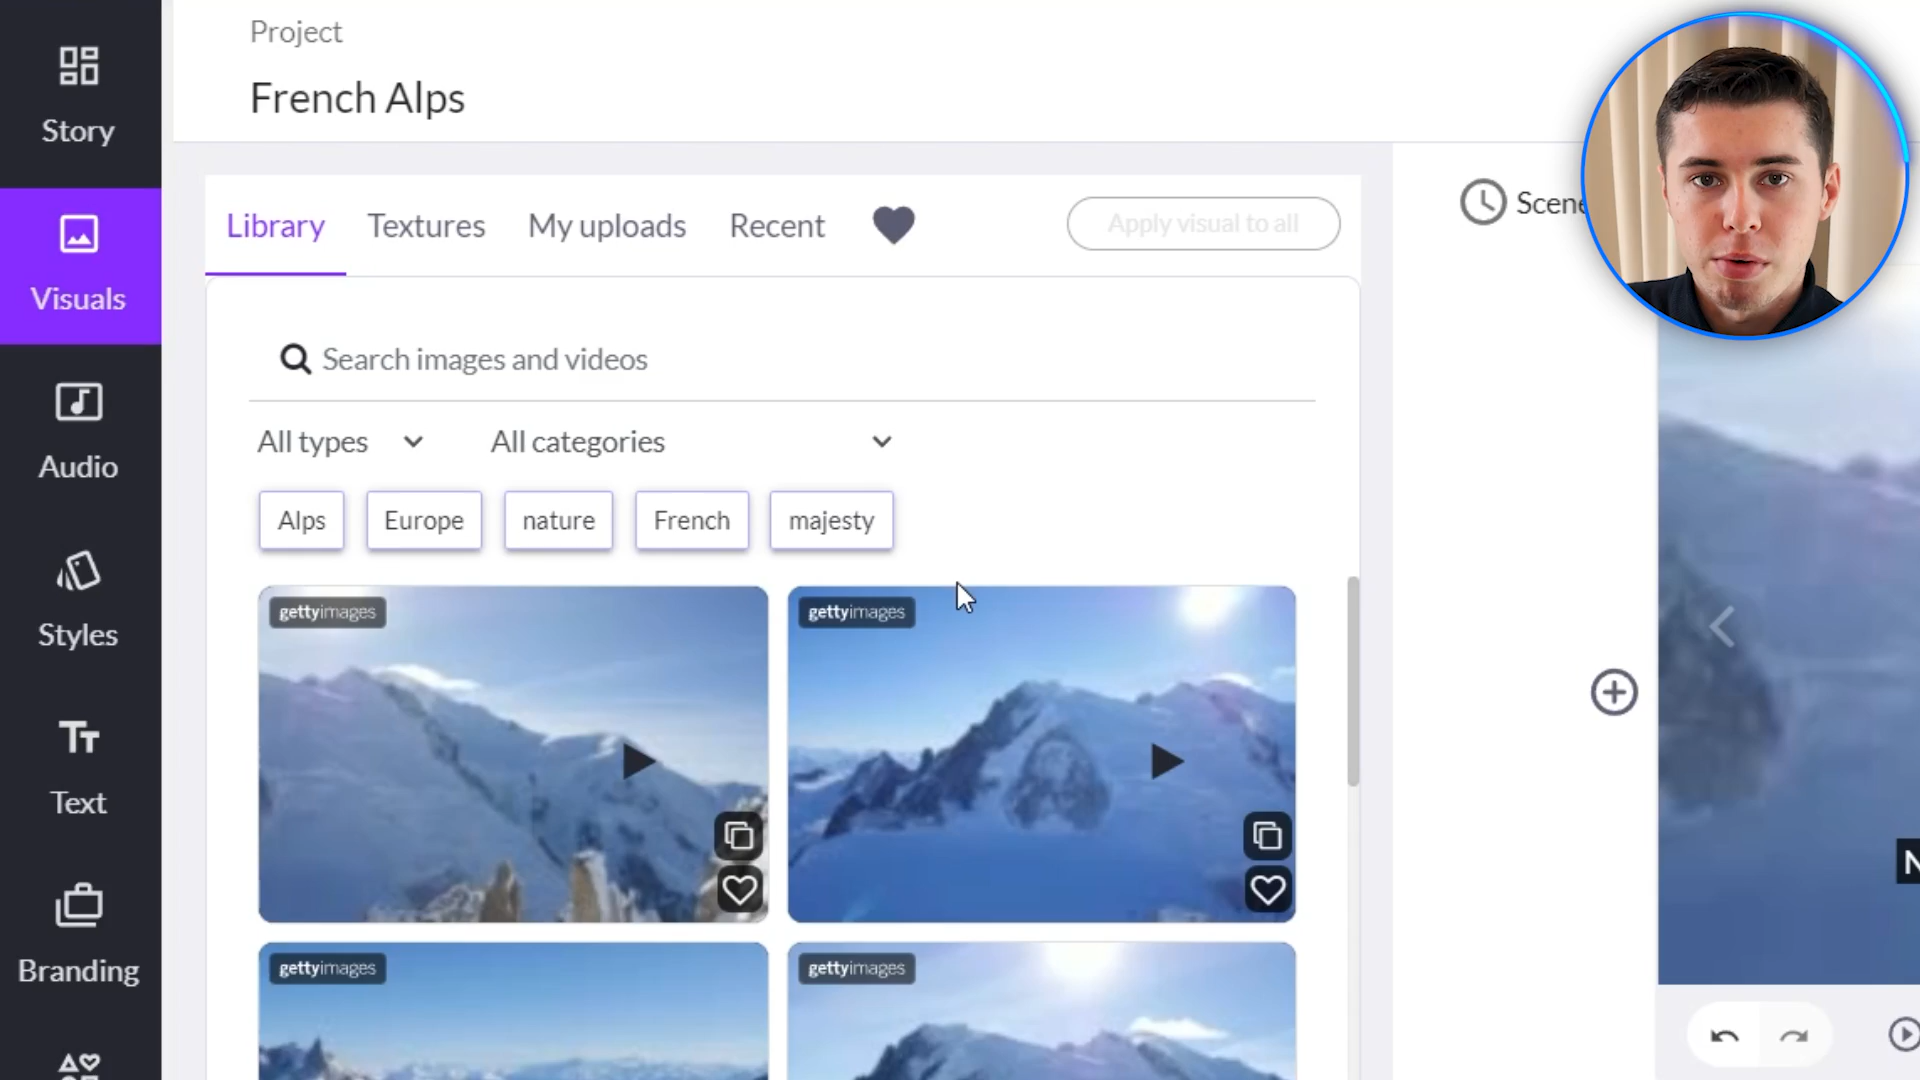 Project
French Alps
Story
Visuals
Audio
Styles
Text
Branding
Library Textures My uploads Recent
Apply visual to all
Search images and videos
All types All categories
Alps Europe nature French majesty
gettyimages gettyimages
gettyimages gettyimages
Scene
N